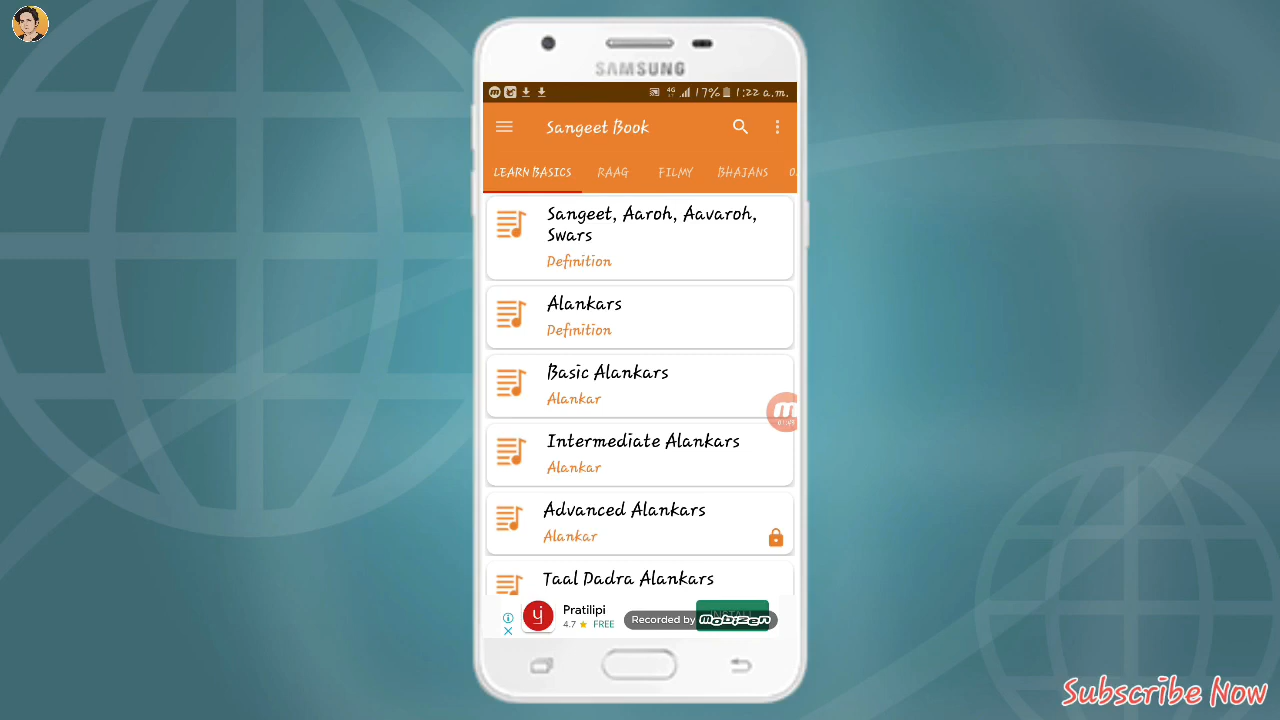 SAMSUNG
17% 1:22 a.m.
Sangeet Book
LEARN BASICS RAAG FILMY BHAJANS
Sangeet, Aaroh, Aavaroh,
Swars
Definition
Alankars
Definition
Basic Alankars
Alankar
Intermediate Alankars
Alankar
Advanced Alankars
Alankar
Taal Dadra Alankars
Pratilipi
4.7 ★ FREE
Recorded by mobizen
Subscribe Now